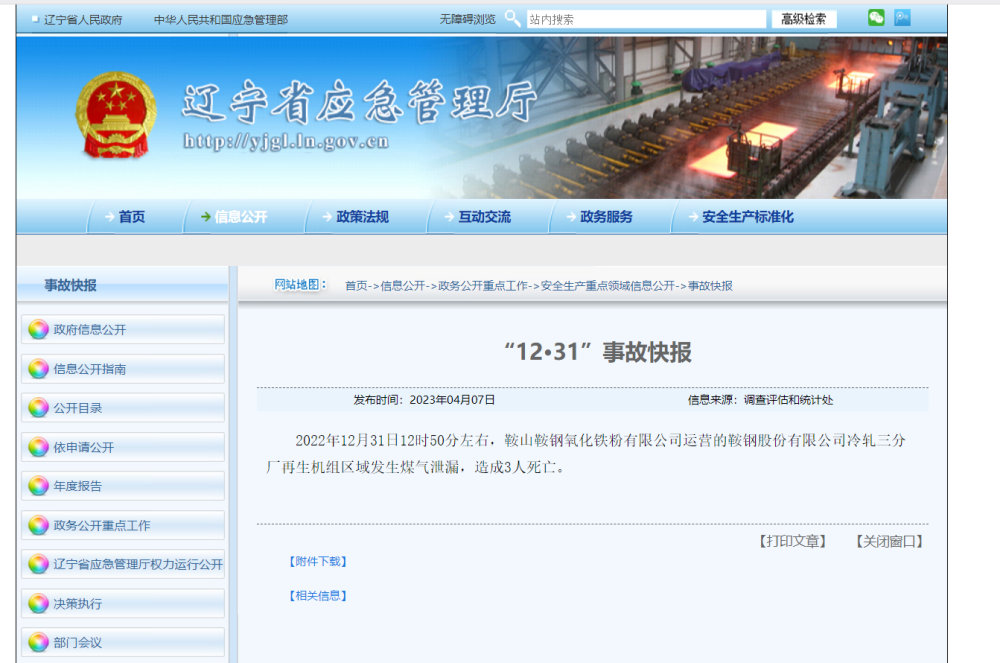 辽宁省人民政府 中华人民共和国应急管理部 无障碍浏览 站内搜索 高级检索
辽宁省应急管理厅
http://yjgl.ln.gov.cn
首页 信息公开 政策法规 互动交流 政务服务 安全生产标准化
事故快报
网站地图： 首页->信息公开->政务公开重点工作->安全生产重点领域信息公开->事故快报
政府信息公开
信息公开指南
公开目录
依申请公开
年度报告
政务公开重点工作
辽宁省应急管理厅权力运行公开
决策执行
部门会议
“12•31”事故快报
发布时间：2023年04月07日 信息来源：调查评估和统计处
2022年12月31日12时50分左右，鞍山鞍钢氧化铁粉有限公司运营的鞍钢股份有限公司冷轧三分
厂再生机组区域发生煤气泄漏，造成3人死亡。
【打印文章】 【关闭窗口】
【附件下载】
【相关信息】